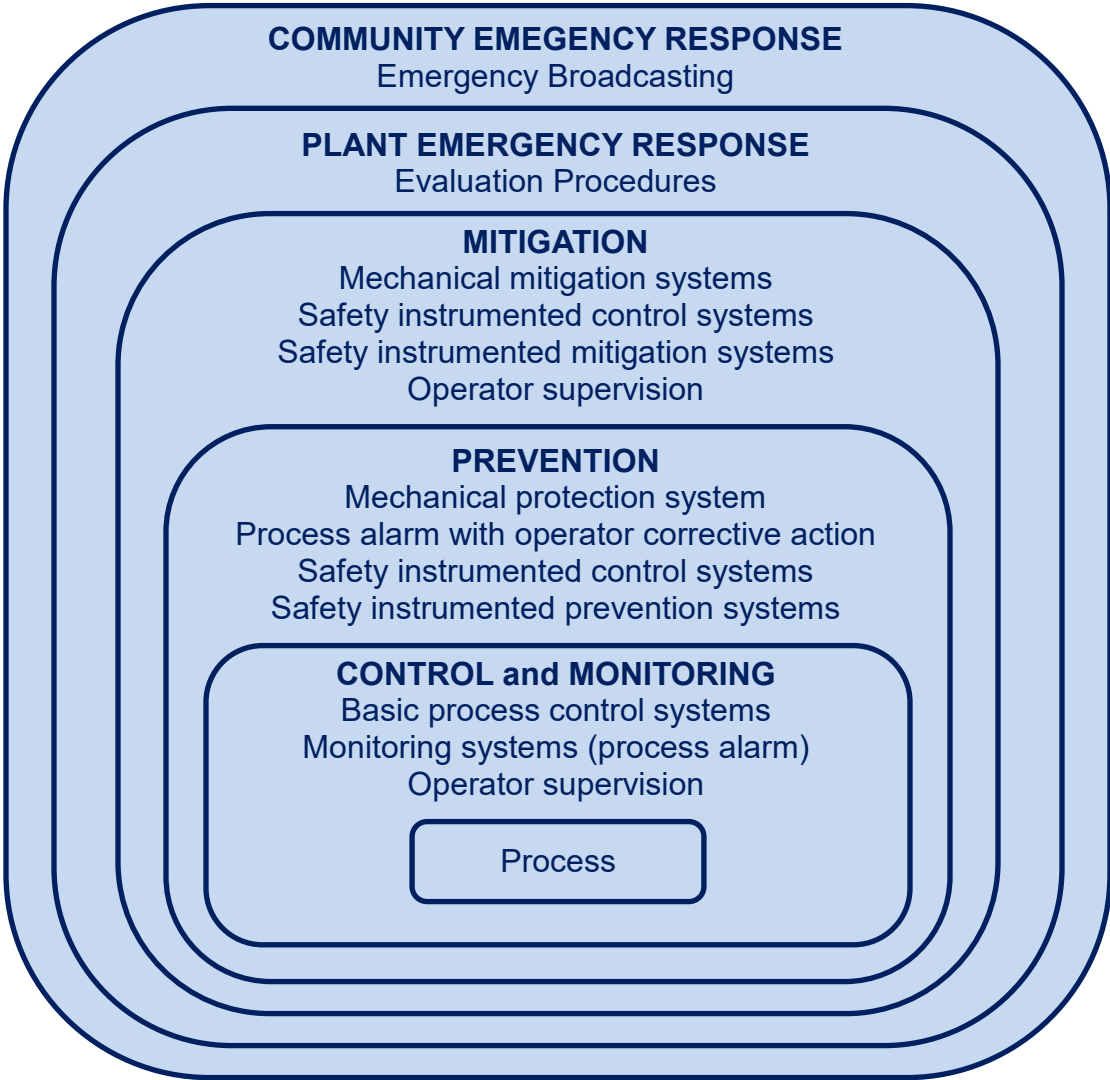 COMMUNITY EMEGENCY RESPONSE
Emergency Broadcasting
PLANT EMERGENCY RESPONSE
Evaluation Procedures
MITIGATION
Mechanical mitigation systems
Safety instrumented control systems
Safety instrumented mitigation systems
Operator supervision
PREVENTION
Mechanical protection system
Process alarm with operator corrective action
Safety instrumented control systems
Safety instrumented prevention systems
CONTROL and MONITORING
Basic process control systems
Monitoring systems (process alarm)
Operator supervision
Process